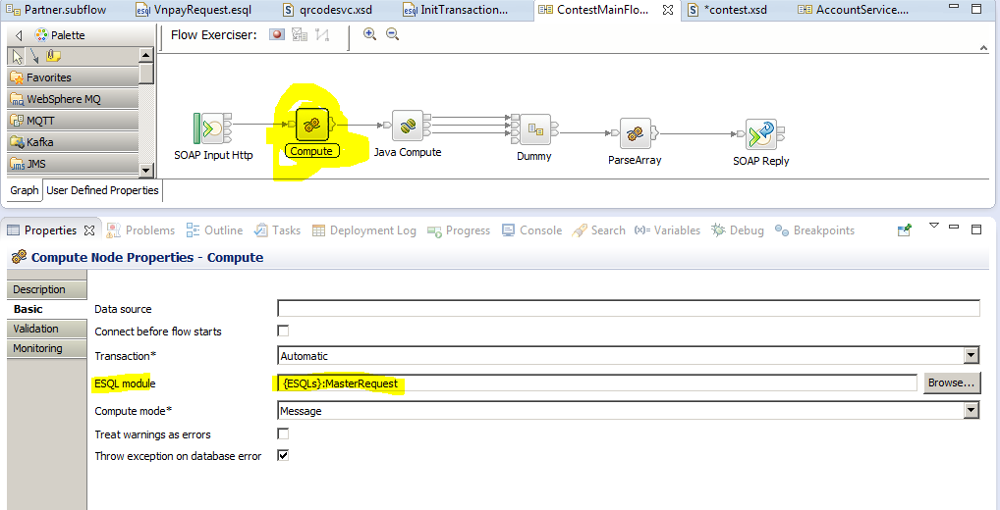 Partner.subflow
VnpayRequest.esql
qrcodesvc.xsd
InitTransaction...
ContestMainFlo...
*contest.xsd
AccountService....
Palette
Flow Exerciser:
Favorites
WebSphere MQ
MQTT
Kafka
JMS
SOAP Input Http
Compute
Java Compute
Dummy
ParseArray
SOAP Reply
Graph
User Defined Properties
Properties
Problems
Outline
Tasks
Deployment Log
Progress
Console
Search
(x)= Variables
Debug
Breakpoints
Compute Node Properties - Compute
Description
Basic
Validation
Monitoring
Data source
Connect before flow starts
Transaction*
Automatic
ESQL module
{ESQLs}:MasterRequest
Browse...
Compute mode*
Message
Treat warnings as errors
Throw exception on database error